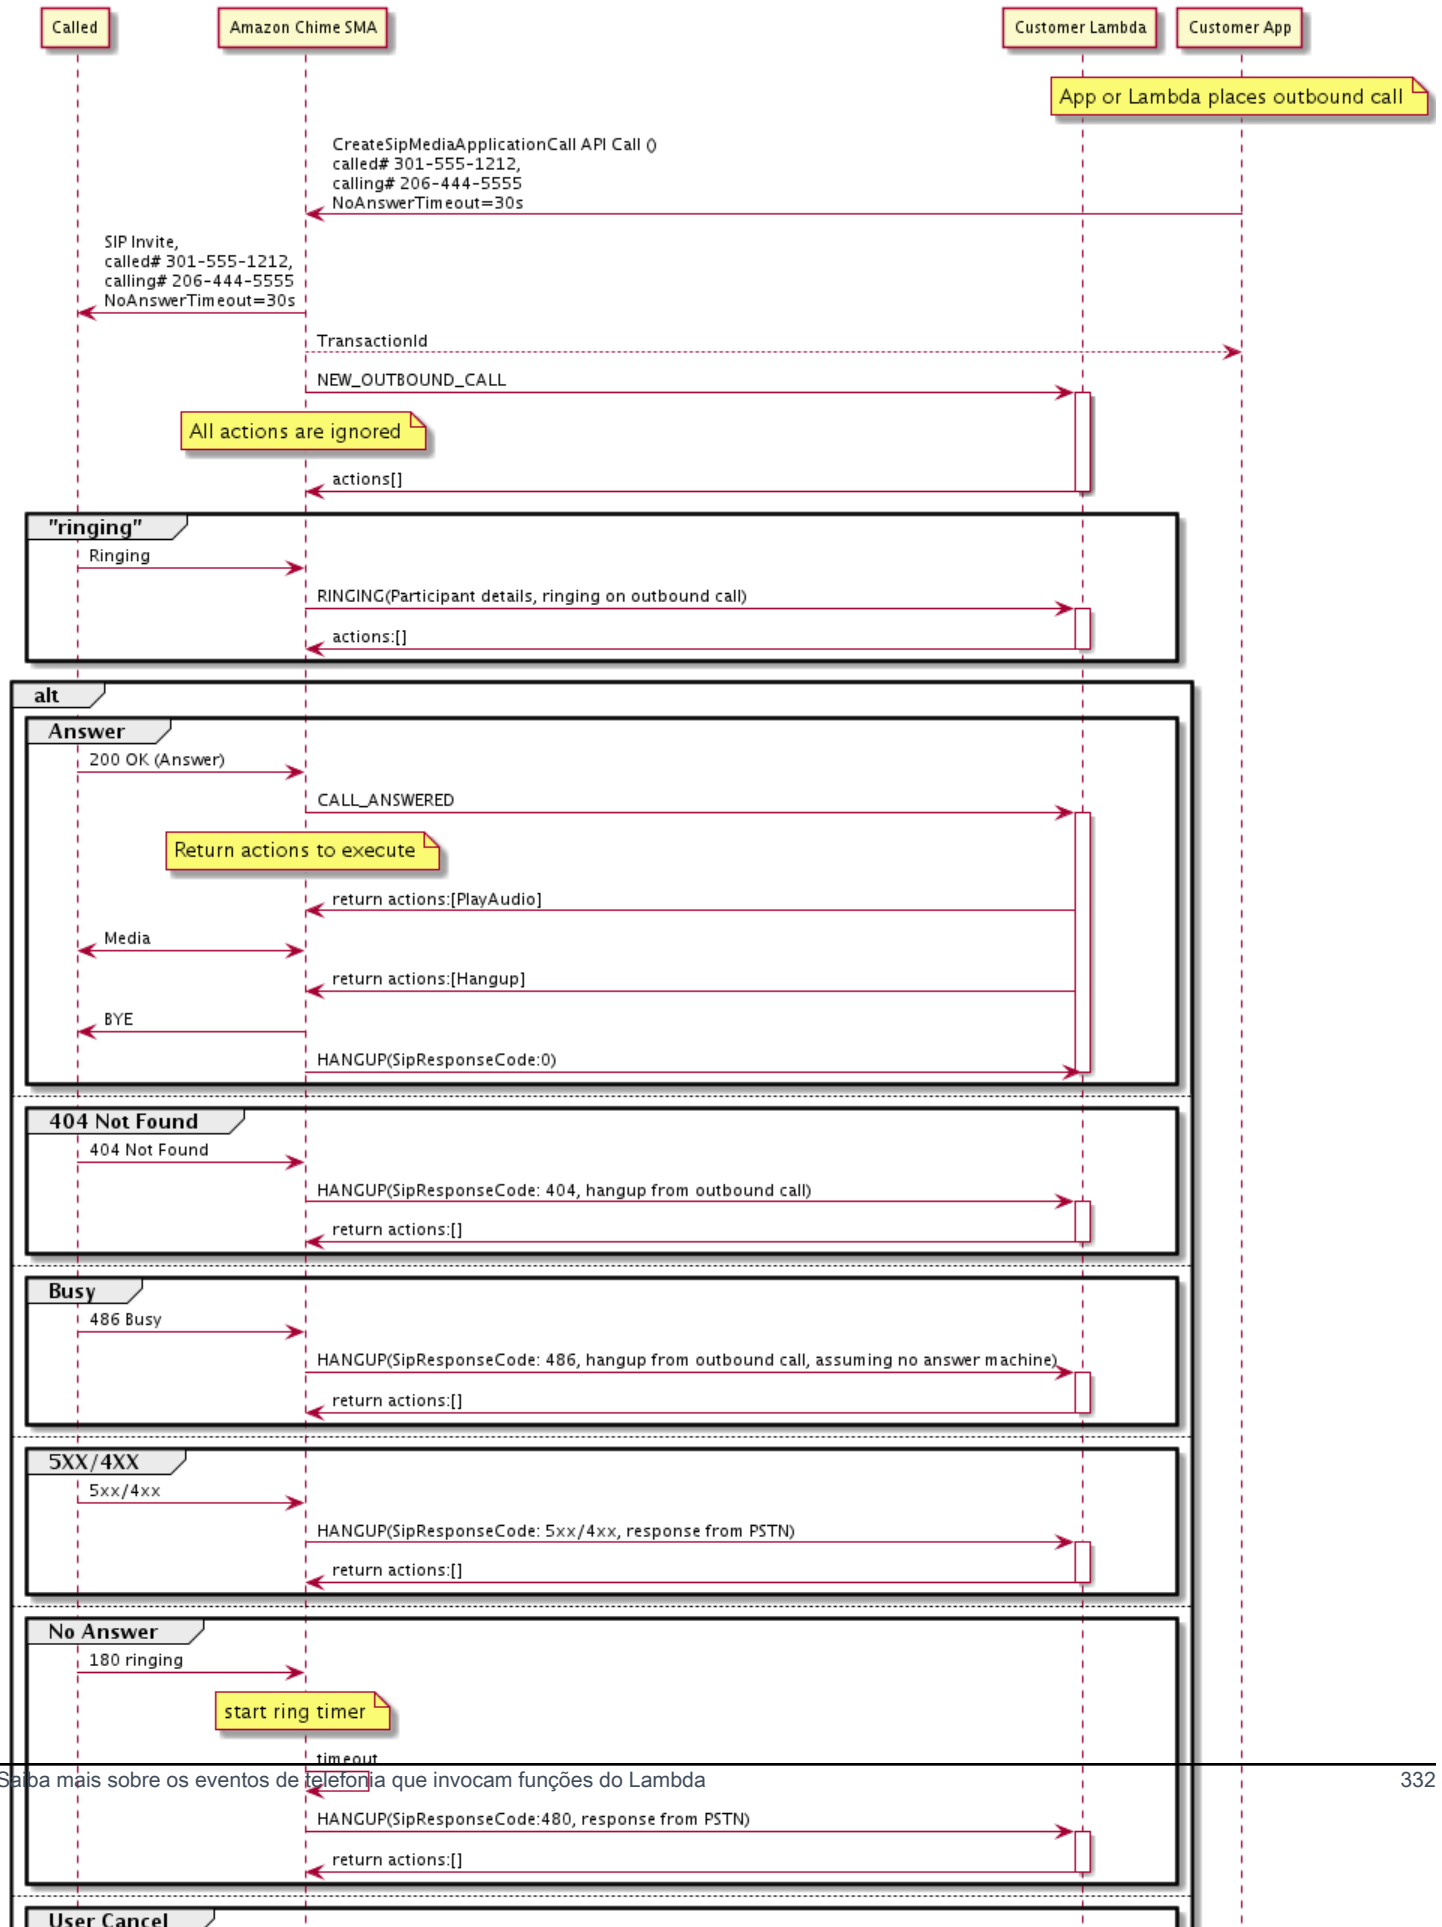 Called
Amazon Chime SMA
Customer Lambda
Customer App
App or Lambda places outbound call
CreateSipMediaApplicationCall API Call ()
called# 301-555-1212,
calling# 206-444-5555
NoAnswerTimeout=30s
SIP Invite,
called# 301-555-1212,
calling# 206-444-5555
NoAnswerTimeout=30s
TransactionId
NEW_OUTBOUND_CALL
All actions are ignored
actions[]
"ringing"
Ringing
RINGING(Participant details, ringing on outbound call)
actions:[]
alt
Answer
200 OK (Answer)
CALL_ANSWERED
Return actions to execute
return actions:[PlayAudio]
Media
return actions:[Hangup]
BYE
HANGUP(SipResponseCode:0)
404 Not Found
404 Not Found
HANGUP(SipResponseCode: 404, hangup from outbound call)
return actions:[]
Busy
486 Busy
HANGUP(SipResponseCode: 486, hangup from outbound call, assuming no answer machine)
return actions:[]
5XX/4XX
5xx/4xx
HANGUP(SipResponseCode: 5xx/4xx, response from PSTN)
return actions:[]
No Answer
180 ringing
start ring timer
timeout
Saiba mais sobre os eventos de telefonia que invocam funções do Lambda
332
HANGUP(SipResponseCode:480, response from PSTN)
return actions:[]
User Cancel